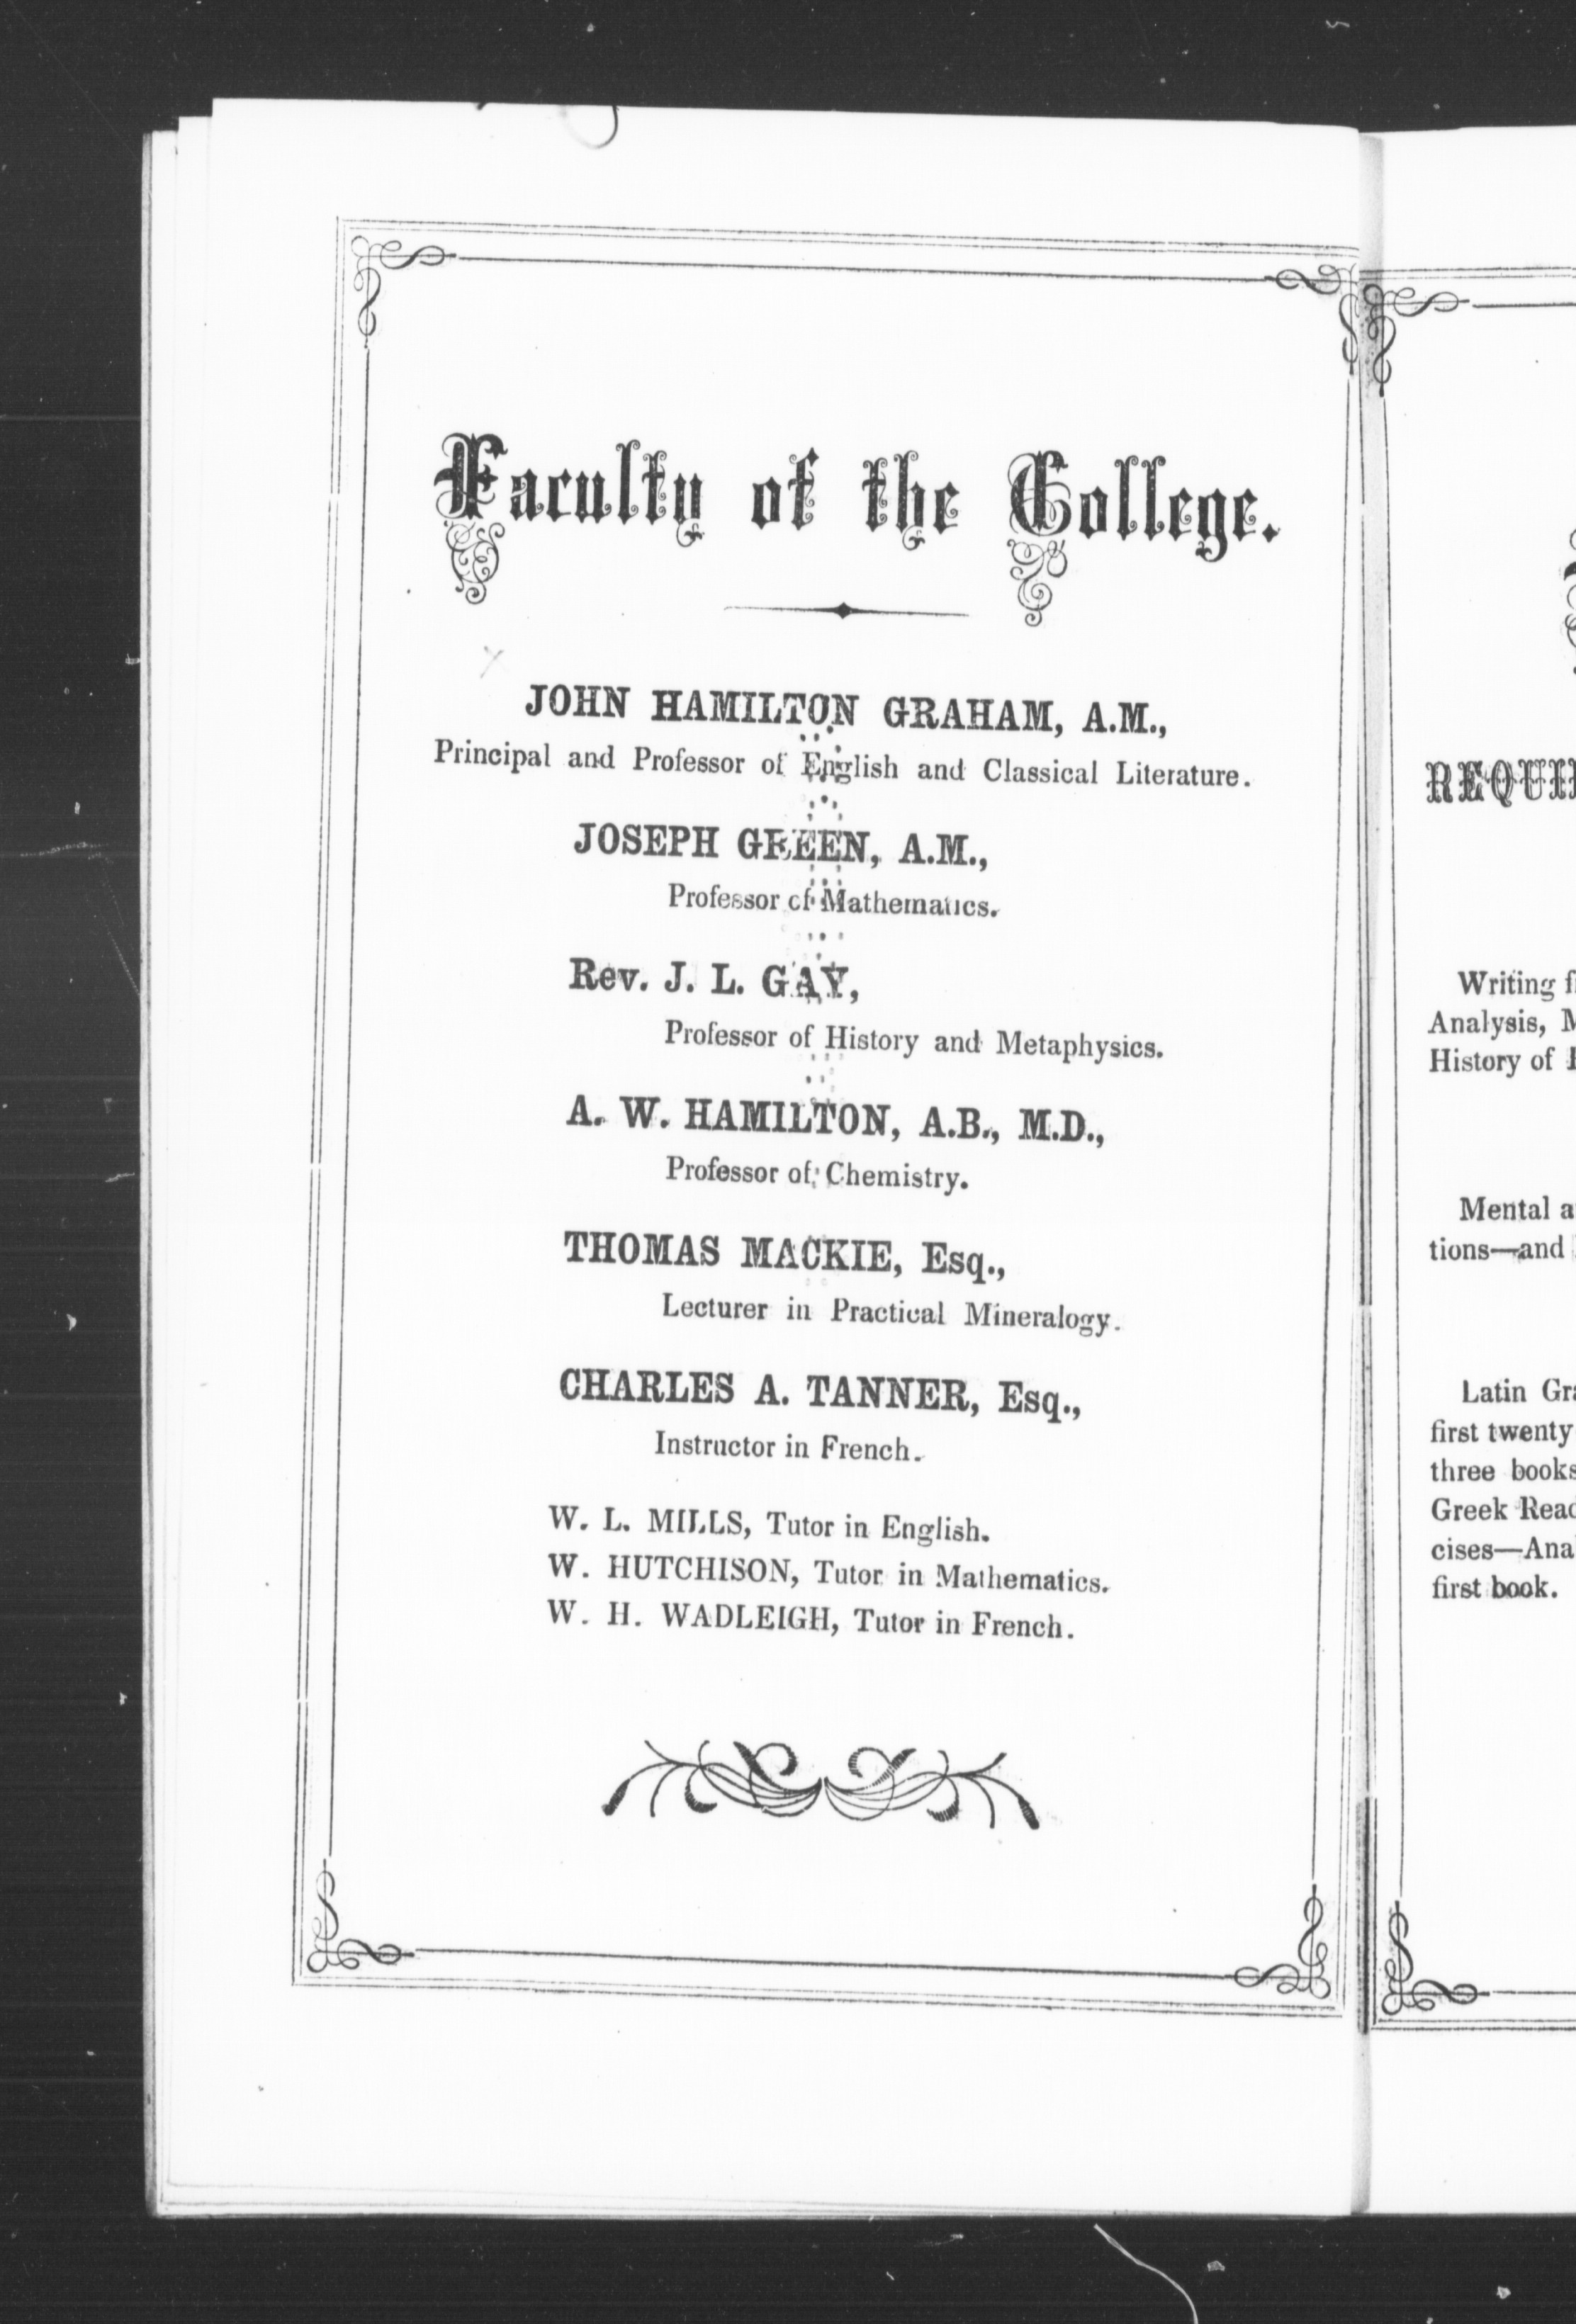 Faculty of the College.
JOHN HAMILTON GRAHAM, A.M.,
Principal and Professor of English and Classical Literature.
JOSEPH GREEN, A.M.,
Professor of Mathematics.
Rev. J. L. GAY,
Professor of History and Metaphysics.
A. W. HAMILTON, A.B., M.D.,
Professor of Chemistry.
THOMAS MACKIE, Esq.,
Lecturer in Practical Mineralogy.
CHARLES A. TANNER, Esq.,
Instructor in French.
W. L. MILLS, Tutor in English.
W. HUTCHISON, Tutor in Mathematics.
W. H. WADLEIGH, Tutor in French.
Writing
Analysis,
History of
Mental
tions—and
Latin
first twenty
three books
Greek
first book.